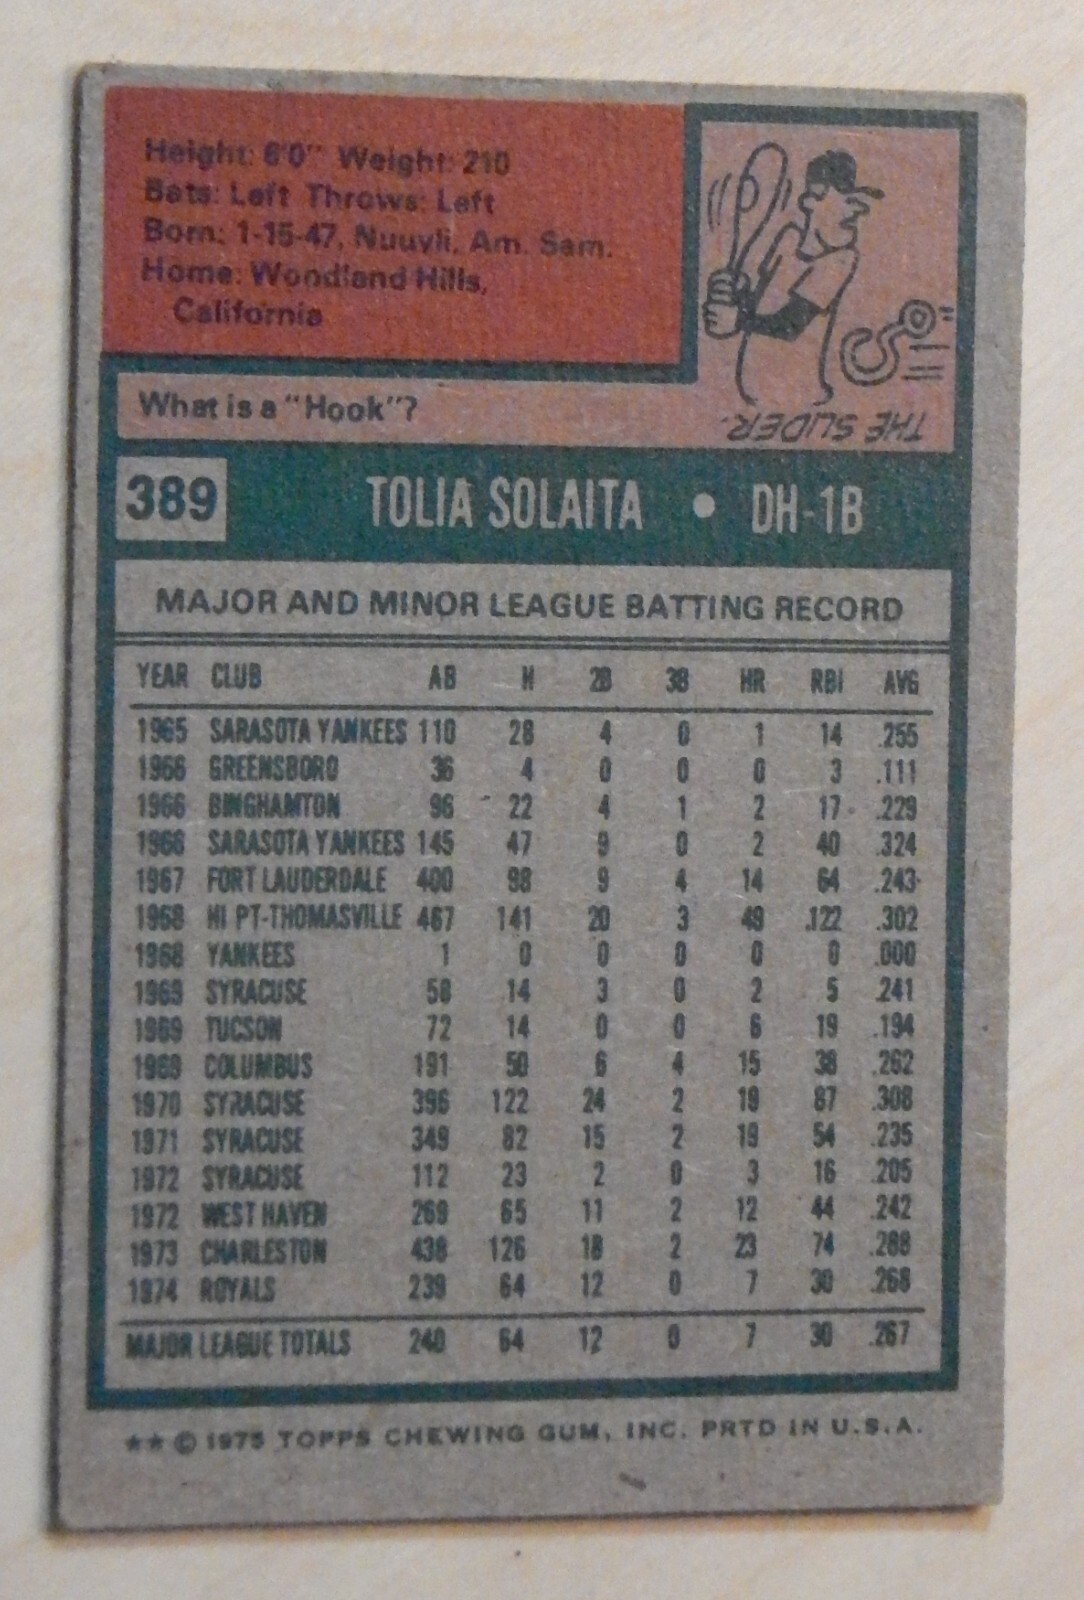 Height: 6'0" Weight: 210
Bats: Left Throws: Left
Born: 1-15-47, Nuuyli, Am. Sam.
Home: Woodland Hills,
California
What is a "Hook"?
THE SLIDER.
389 TOLIA SOLAITA • DH-1B
MAJOR AND MINOR LEAGUE BATTING RECORD
YEAR CLUB AB H 2B 3B HR RBI AVG
1965 SARASOTA YANKEES 110 28 4 0 1 14 .255
1966 GREENSBORO 36 4 0 0 0 3 .111
1966 BINGHAMTON 96 22 4 1 2 17 .229
1966 SARASOTA YANKEES 145 47 9 0 2 40 .324
1967 FORT LAUDERDALE 400 98 9 4 14 64 .243
1968 HI PT-THOMASVILLE 467 141 20 3 49 122 .302
1968 YANKEES 1 0 0 0 0 0 .000
1969 SYRACUSE 58 14 3 0 2 5 .241
1969 TUCSON 72 14 0 0 6 19 .194
1969 COLUMBUS 191 50 6 4 15 38 .262
1970 SYRACUSE 396 122 24 2 19 87 .308
1971 SYRACUSE 349 82 15 2 19 54 .235
1972 SYRACUSE 112 23 2 0 3 16 .205
1972 WEST HAVEN 269 65 11 2 12 44 .242
1973 CHARLESTON 438 126 18 2 23 74 .288
1974 ROYALS 239 64 12 0 7 30 .268
MAJOR LEAGUE TOTALS 240 64 12 0 7 30 .267
★★ © 1975 TOPPS CHEWING GUM, INC. PRTD IN U.S.A.